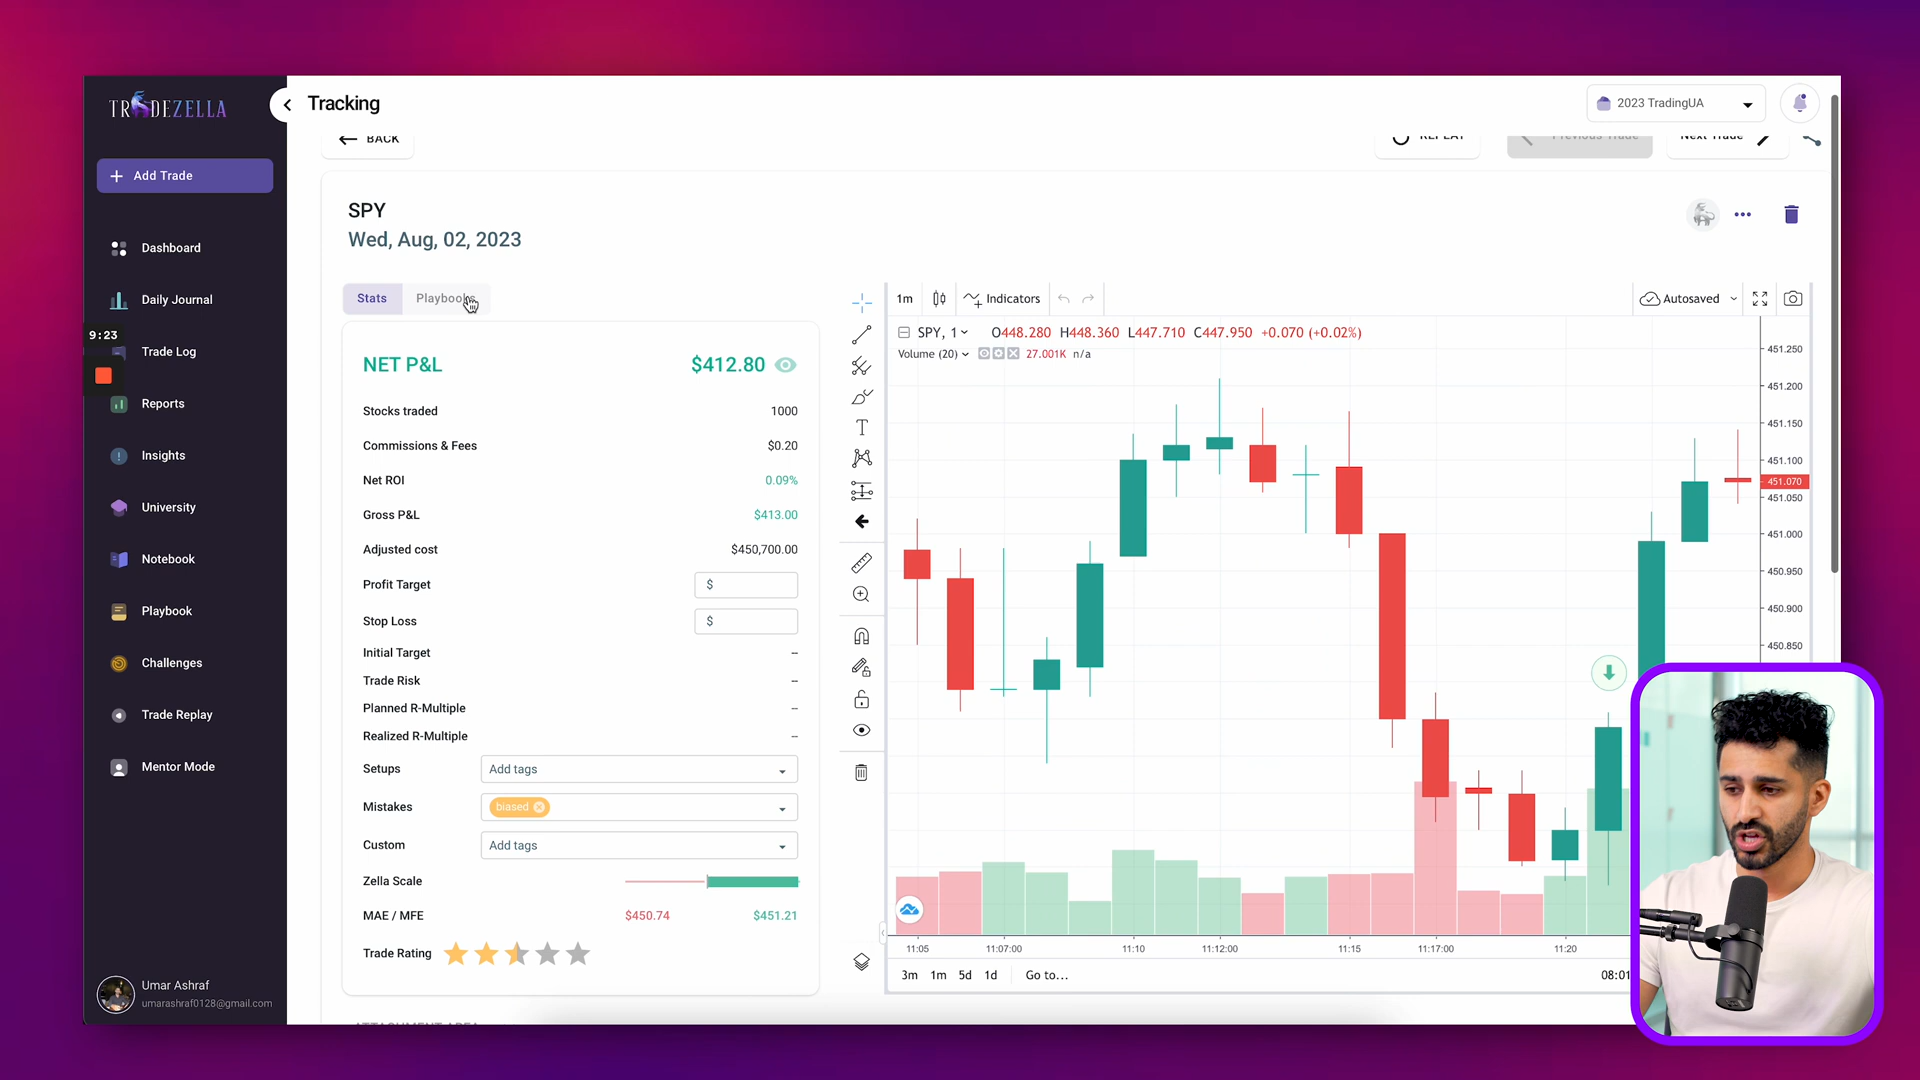 TRADEZELLA
Tracking
2023 TradingUA
BACK
REPLAY
Previous Trade
Next Trade
Add Trade
SPY
Wed, Aug, 02, 2023
Dashboard
Daily Journal
9:23
Trade Log
Reports
Insights
University
Notebook
Playbook
Challenges
Trade Replay
Mentor Mode
Umar Ashraf
umarashraf0128@gmail.com
Stats
Playbook
NET P&L $412.80
Stocks traded 1000
Commissions & Fees $0.20
Net ROI 0.09%
Gross P&L $413.00
Adjusted cost $450,700.00
Profit Target $
Stop Loss $
Initial Target --
Trade Risk --
Planned R-Multiple --
Realized R-Multiple --
Setups Add tags
Mistakes biased
Custom Add tags
Zella Scale
MAE / MFE $450.74 $451.21
Trade Rating
1m Indicators Autosaved
SPY, 1 O448.280 H448.360 L447.710 C447.950 +0.070 (+0.02%)
Volume (20) 27.001K n/a
451.250
451.200
451.150
451.100
451.070
451.050
451.000
450.950
450.900
450.850
11:05 11:07:00 11:10 11:12:00 11:15 11:17:00 11:20
3m 1m 5d 1d Go to... 08:01